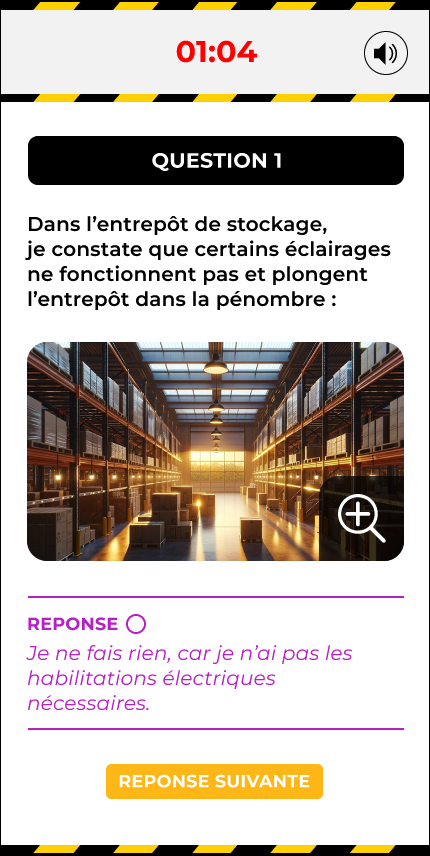 01:04
QUESTION 1
Dans l’entrepôt de stockage,
je constate que certains éclairages
ne fonctionnent pas et plongent
l’entrepôt dans la pénombre :
REPONSE
Je ne fais rien, car je n’ai pas les
habilitations électriques
nécessaires.
REPONSE SUIVANTE